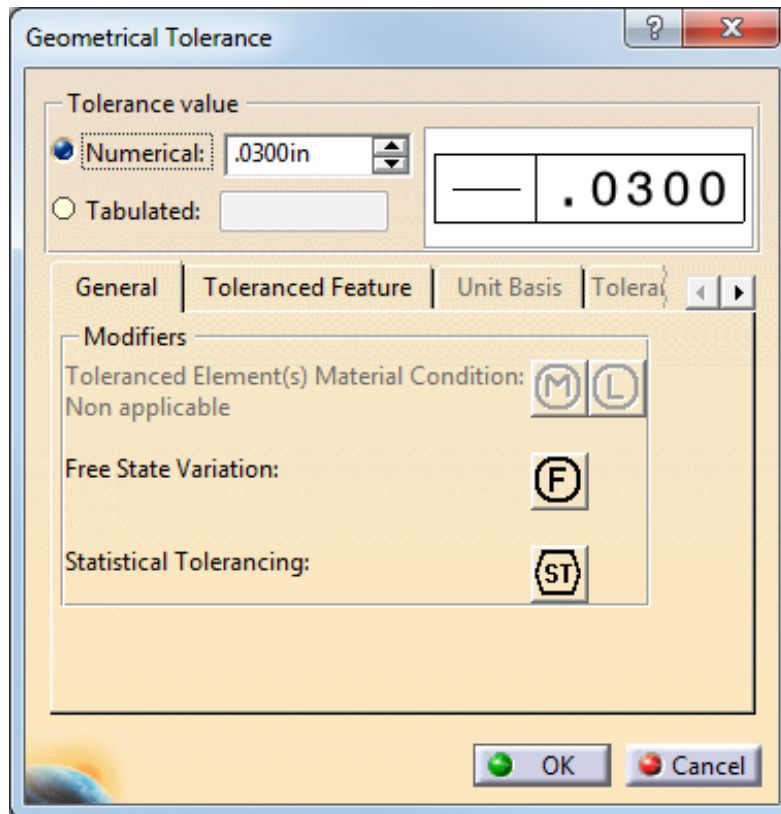 Geometrical Tolerance
?
Tolerance value
Numerical: .0300in
.0300
Tabulated:
General Toleranced Feature Unit Basis Tolera
Modifiers
Toleranced Element(s) Material Condition: M L
Non applicable
Free State Variation: F
Statistical Tolerancing: ST
OK Cancel